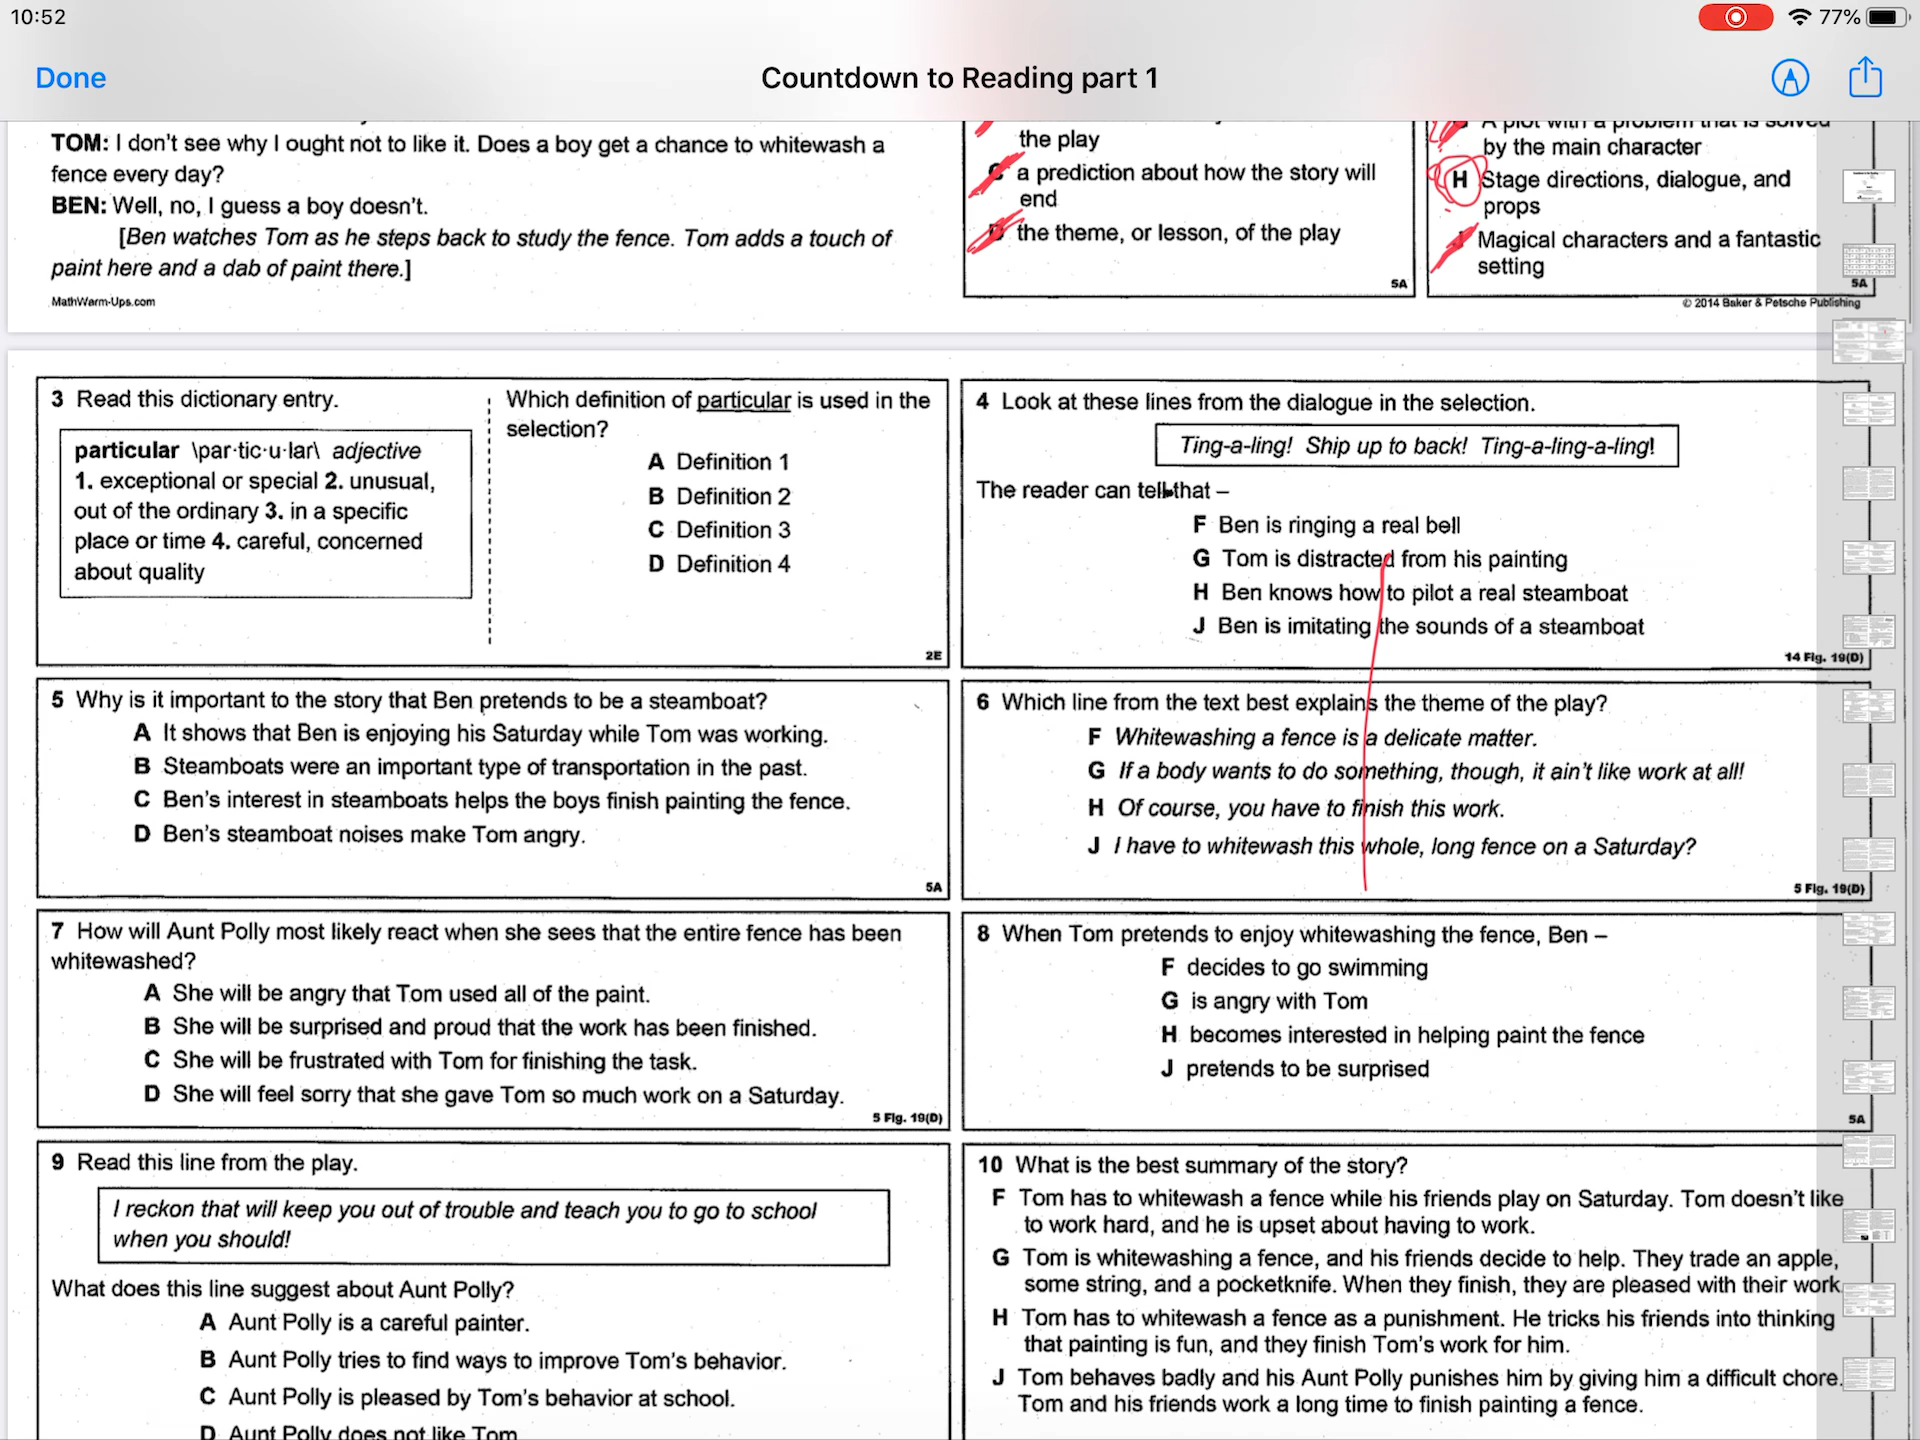 10:52
77%
Done
Countdown to Reading part 1
TOM: I don't see why I ought not to like it. Does a boy get a chance to whitewash a
fence every day?
BEN: Well, no, I guess a boy doesn't.
[Ben watches Tom as he steps back to study the fence. Tom adds a touch of
paint here and a dab of paint there.]
MathWarm-Ups.com
the play
a prediction about how the story will
end
the theme, or lesson, of the play
5A
A plot with a problem that is solved
by the main character
H Stage directions, dialogue, and
props
Magical characters and a fantastic
setting
5A
© 2014 Baker & Petsche Publishing
3 Read this dictionary entry.
particular \par·tic·u·lar\ adjective
1. exceptional or special 2. unusual,
out of the ordinary 3. in a specific
place or time 4. careful, concerned
about quality
Which definition of particular is used in the
selection?
A Definition 1
B Definition 2
C Definition 3
D Definition 4
2E
4 Look at these lines from the dialogue in the selection.
Ting-a-ling! Ship up to back! Ting-a-ling-a-ling!
The reader can tell that –
F Ben is ringing a real bell
G Tom is distracted from his painting
H Ben knows how to pilot a real steamboat
J Ben is imitating the sounds of a steamboat
14 Fig. 19(D)
5 Why is it important to the story that Ben pretends to be a steamboat?
A It shows that Ben is enjoying his Saturday while Tom was working.
B Steamboats were an important type of transportation in the past.
C Ben's interest in steamboats helps the boys finish painting the fence.
D Ben's steamboat noises make Tom angry.
5A
6 Which line from the text best explains the theme of the play?
F Whitewashing a fence is a delicate matter.
G If a body wants to do something, though, it ain't like work at all!
H Of course, you have to finish this work.
J I have to whitewash this whole, long fence on a Saturday?
5 Fig. 19(D)
7 How will Aunt Polly most likely react when she sees that the entire fence has been
whitewashed?
A She will be angry that Tom used all of the paint.
B She will be surprised and proud that the work has been finished.
C She will be frustrated with Tom for finishing the task.
D She will feel sorry that she gave Tom so much work on a Saturday.
5 Fig. 19(D)
8 When Tom pretends to enjoy whitewashing the fence, Ben –
F decides to go swimming
G is angry with Tom
H becomes interested in helping paint the fence
J pretends to be surprised
5A
9 Read this line from the play.
I reckon that will keep you out of trouble and teach you to go to school
when you should!
What does this line suggest about Aunt Polly?
A Aunt Polly is a careful painter.
B Aunt Polly tries to find ways to improve Tom's behavior.
C Aunt Polly is pleased by Tom's behavior at school.
D Aunt Polly does not like Tom
10 What is the best summary of the story?
F Tom has to whitewash a fence while his friends play on Saturday. Tom doesn't like
to work hard, and he is upset about having to work.
G Tom is whitewashing a fence, and his friends decide to help. They trade an apple,
some string, and a pocketknife. When they finish, they are pleased with their work
H Tom has to whitewash a fence as a punishment. He tricks his friends into thinking
that painting is fun, and they finish Tom's work for him.
J Tom behaves badly and his Aunt Polly punishes him by giving him a difficult chore.
Tom and his friends work a long time to finish painting a fence.